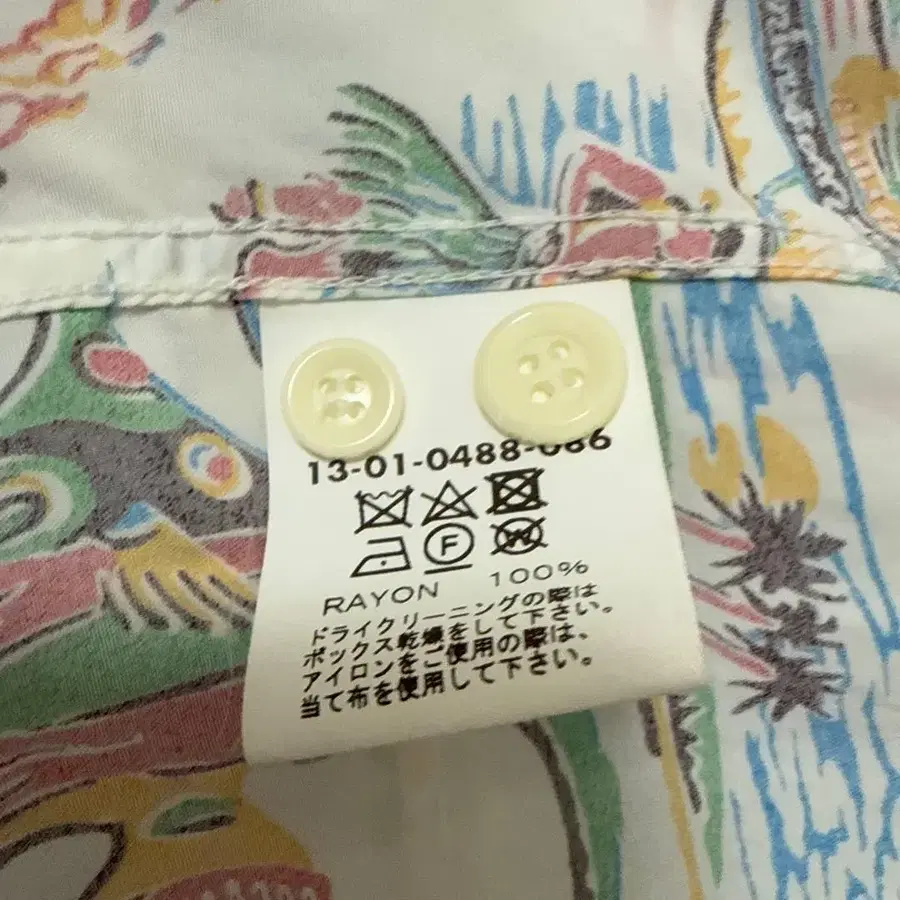 13-01-0488-086
F
W
RAYON 100%
ドライクリーニングの際は
ボックス乾燥をして下さい。
アイロンをご使用の際は、
当て布を使用して下さい。